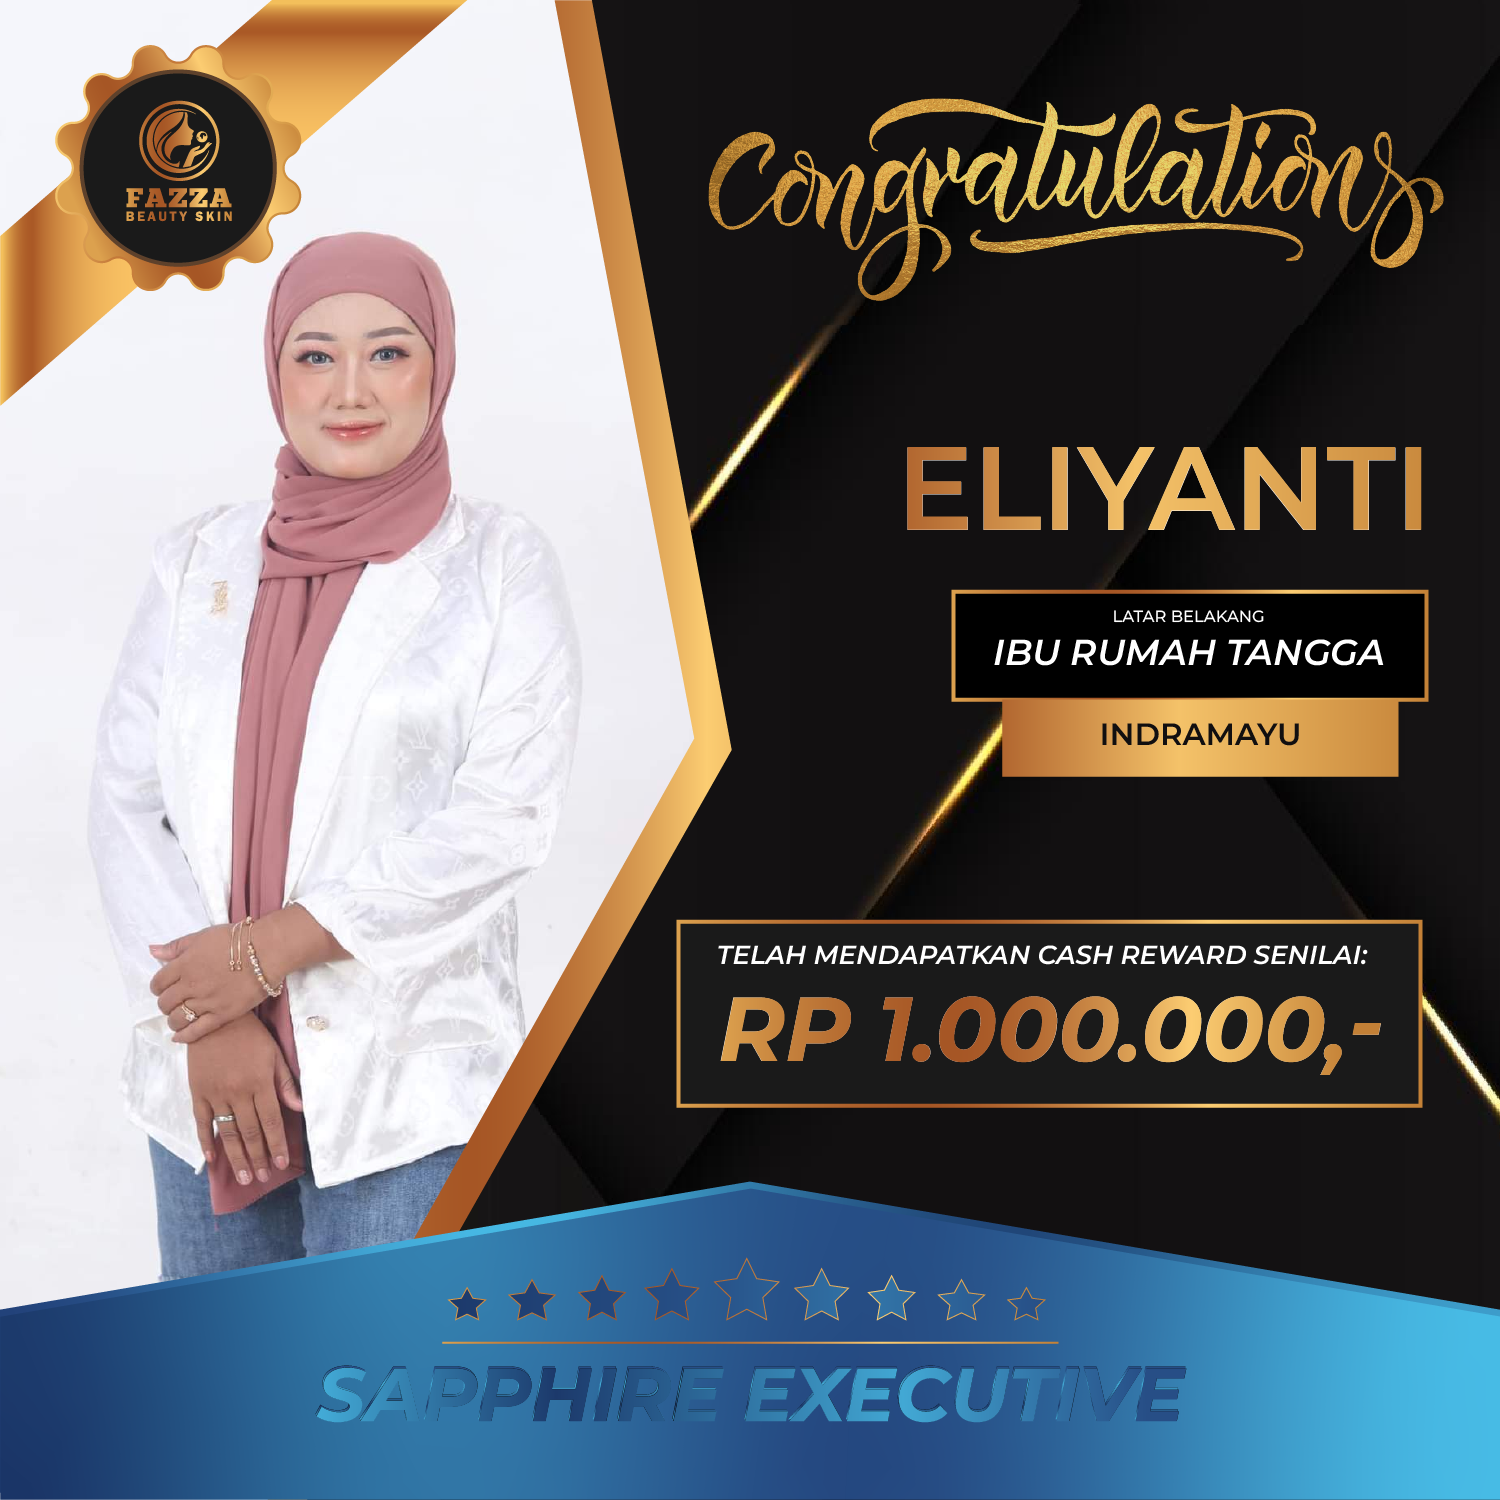 FAZZA
BEAUTY SKIN
Congratulations
ELIYANTI
LATAR BELAKANG
IBU RUMAH TANGGA
INDRAMAYU
TELAH MENDAPATKAN CASH REWARD SENILAI:
RP 1.000.000,-
SAPPHIRE EXECUTIVE